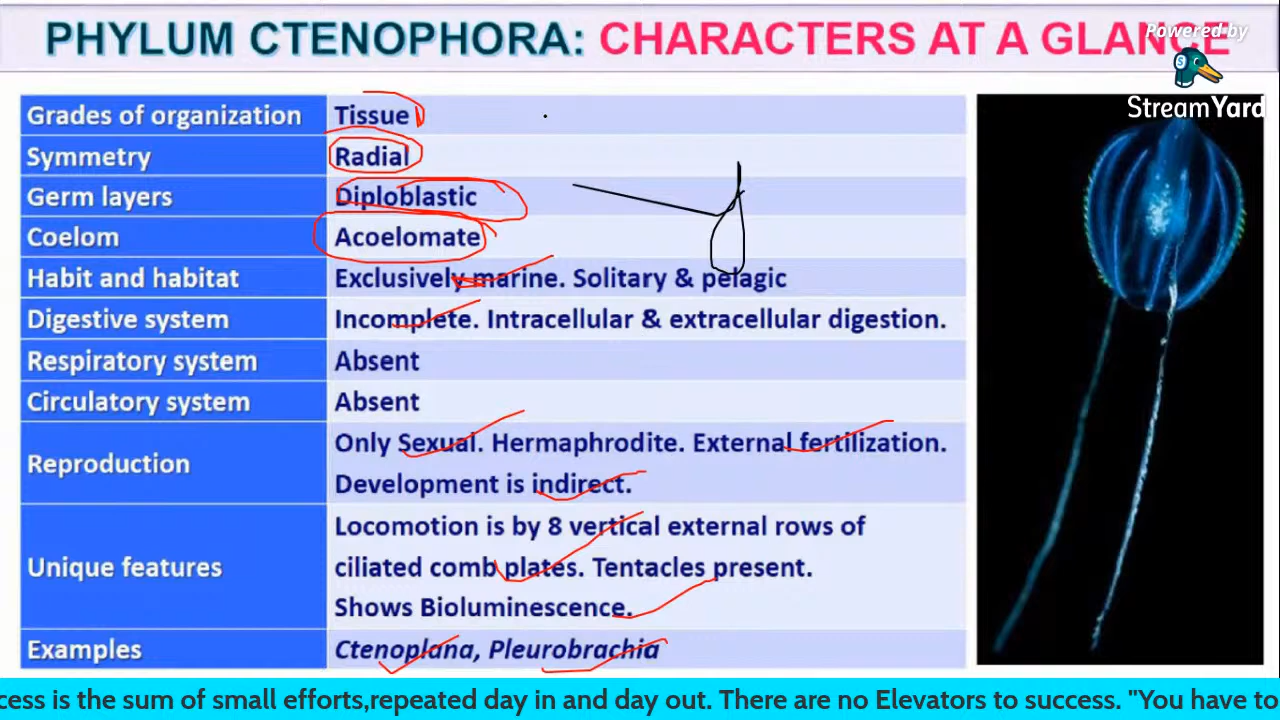 PHYLUM CTENOPHORA: CHARACTERS AT A GLANCE
Powered by
StreamYard
Grades of organization Tissue
Symmetry Radial
Germ layers Diploblastic
Coelom Acoelomate
Habit and habitat Exclusively marine. Solitary & pelagic
Digestive system Incomplete. Intracellular & extracellular digestion.
Respiratory system Absent
Circulatory system Absent
Reproduction Only Sexual. Hermaphrodite. External fertilization.
Development is indirect.
Unique features Locomotion is by 8 vertical external rows of
ciliated comb plates. Tentacles present.
Shows Bioluminescence.
Examples Ctenoplana, Pleurobrachia
cess is the sum of small efforts,repeated day in and day out. There are no Elevators to success. "You have to